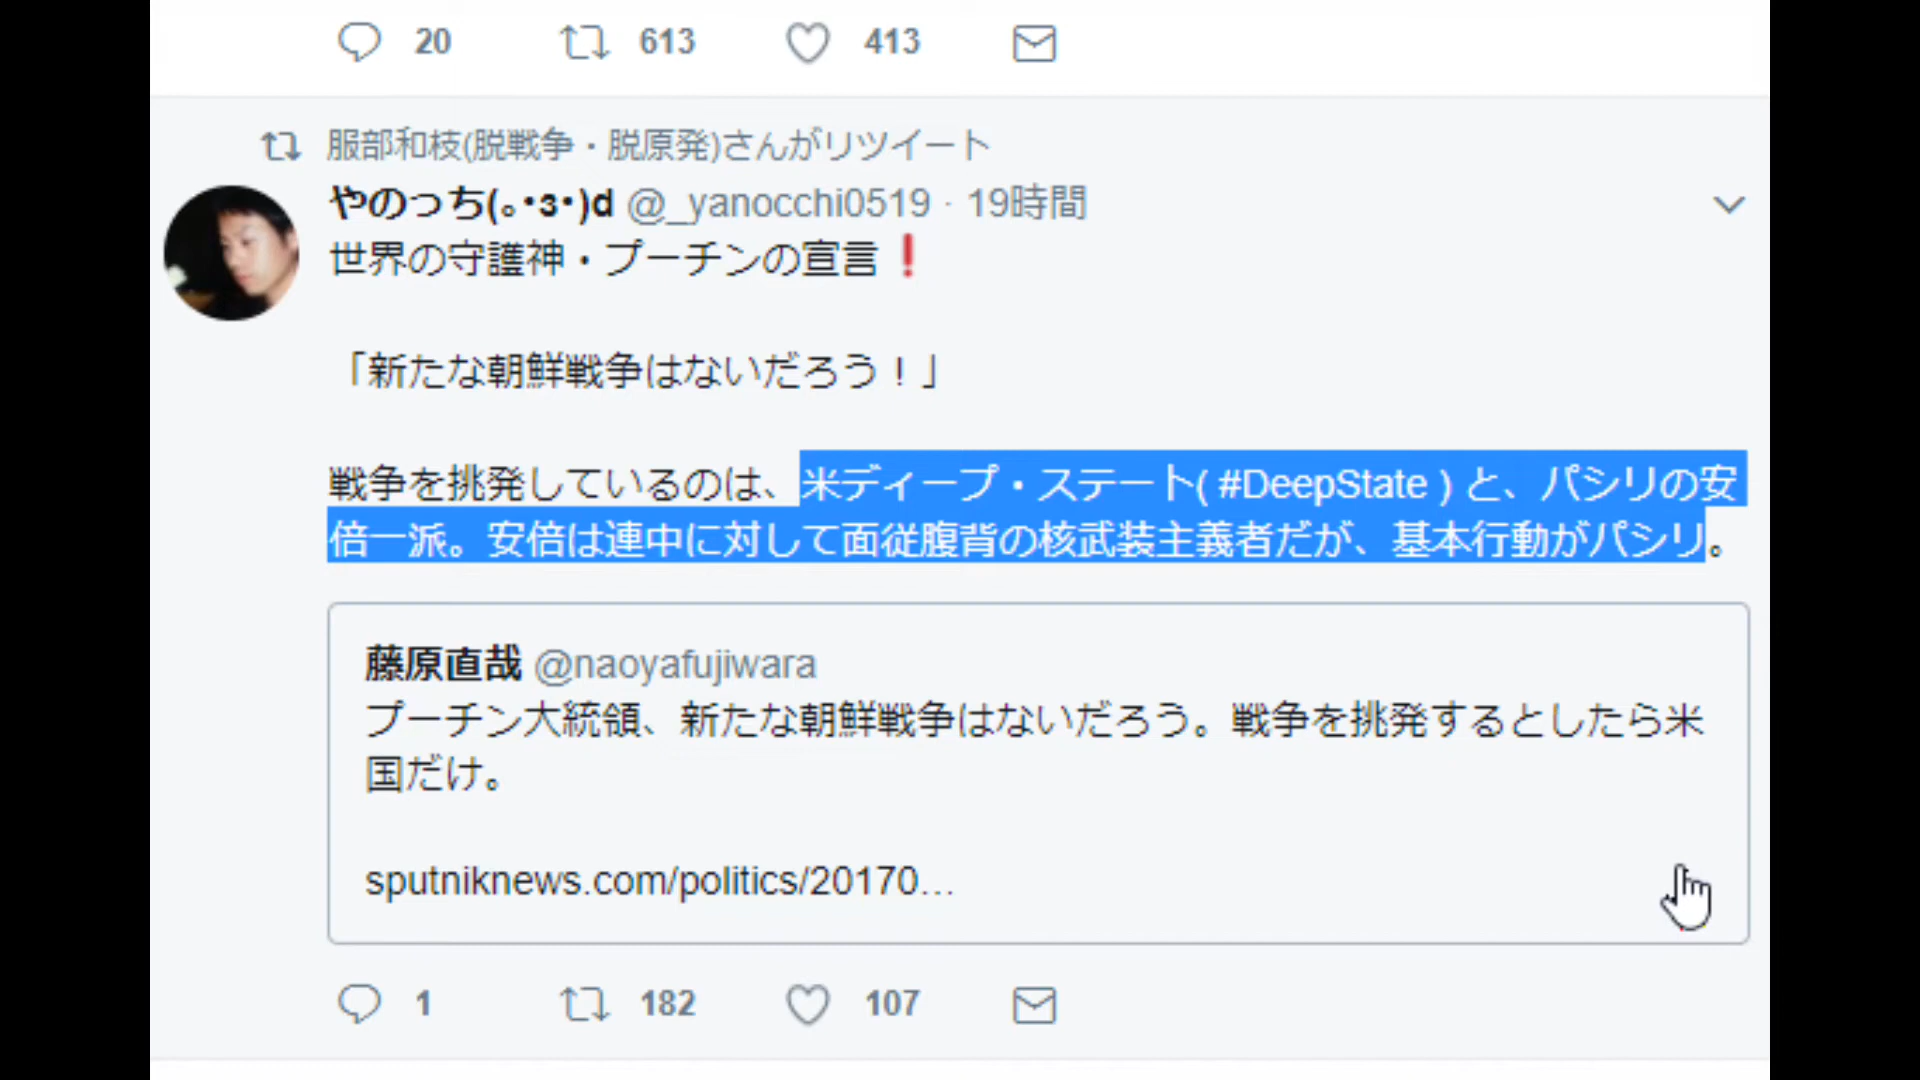 20 613 413
服部和枝(脱戦争・脱原発)さんがリツイート
やのっち(｡･з･)d @_yanocchi0519 · 19時間
世界の守護神・プーチンの宣言❗
「新たな朝鮮戦争はないだろう！」
戦争を挑発しているのは、米ディープ・ステート( #DeepState ) と、パシリの安
倍一派。安倍は連中に対して面従腹背の核武装主義者だが、基本行動がパシリ。
藤原直哉 @naoyafujiwara
プーチン大統領、新たな朝鮮戦争はないだろう。戦争を挑発するとしたら米
国だけ。
sputniknews.com/politics/20170…
1 182 107